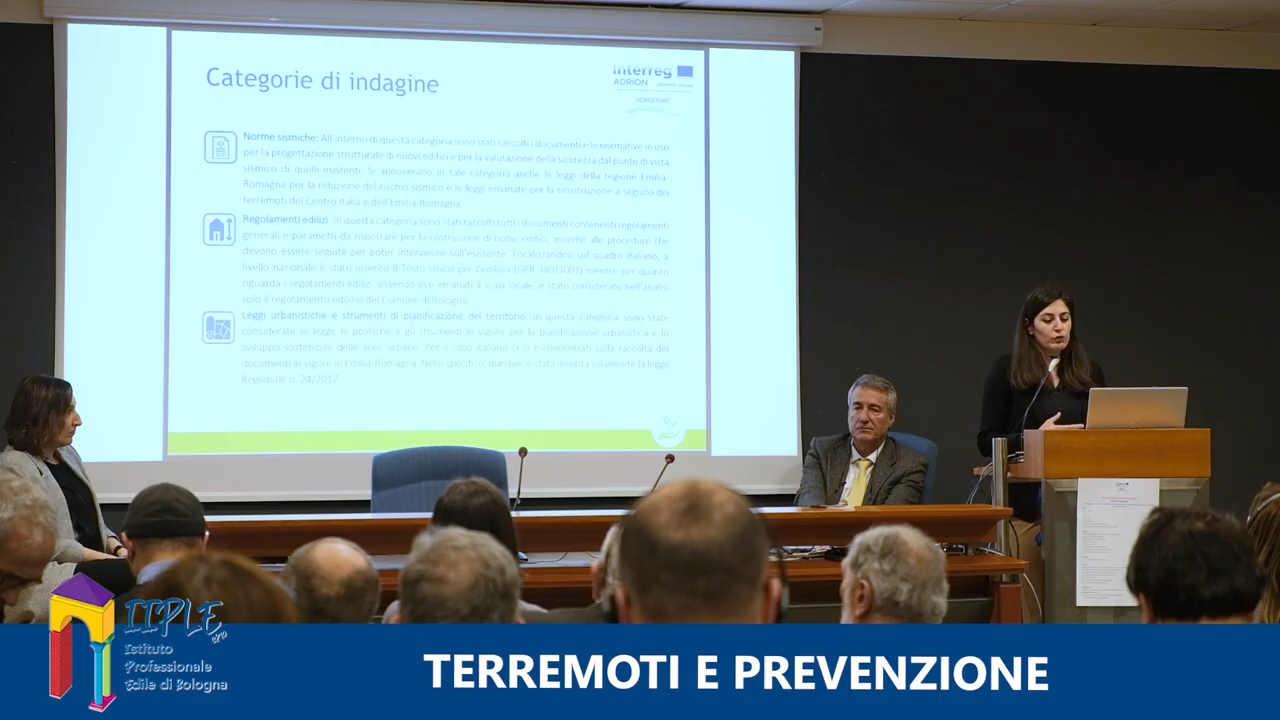 Categorie di indagine
Interreg
ADRION
ADRISEISMIC
Norme sismiche: All'interno di questa categoria sono stati raccolti i documenti e le normative in uso
per la progettazione strutturale di nuovi edifici e per la valutazione della sicurezza dal punto di vista
sismico di quelli esistenti. Si annoverano in tale categoria anche le leggi della regione Emilia-
Romagna per la riduzione del rischio sismico e le leggi emanate per la ricostruzione a seguito dei
terremoti del Centro Italia e dell'Emilia-Romagna.
Regolamenti edilizi: In questa categoria sono stati raccolti tutti i documenti contenenti regolamenti
generali e parametri da rispettare per la costruzione di nuovi edifici, insieme alle procedure che
devono essere seguite per poter intervenire sull'esistente. Focalizzandosi sul quadro italiano, a
livello nazionale è stato inserito il Testo Unico per l'edilizia (DPR 380/2001) mentre per quanto
riguarda i regolamenti edilizi, essendo essi emanati a scala locale, è stato considerato nell'analisi
solo il regolamento edilizio del Comune di Bologna.
Leggi urbanistiche e strumenti di pianificazione del territorio: in questa categoria sono state
considerate le leggi, le politiche e gli strumenti in vigore per la pianificazione urbanistica e lo
sviluppo sostenibile delle aree urbane. Per il caso italiano ci si è concentrati sulla raccolta dei
documenti in vigore in Emilia-Romagna. Nello specifico, dunque, è stata inserita solamente la legge
Regionale n. 24/2017.
IIPLE
Istituto
Professionale
Edile di Bologna
TERREMOTI E PREVENZIONE